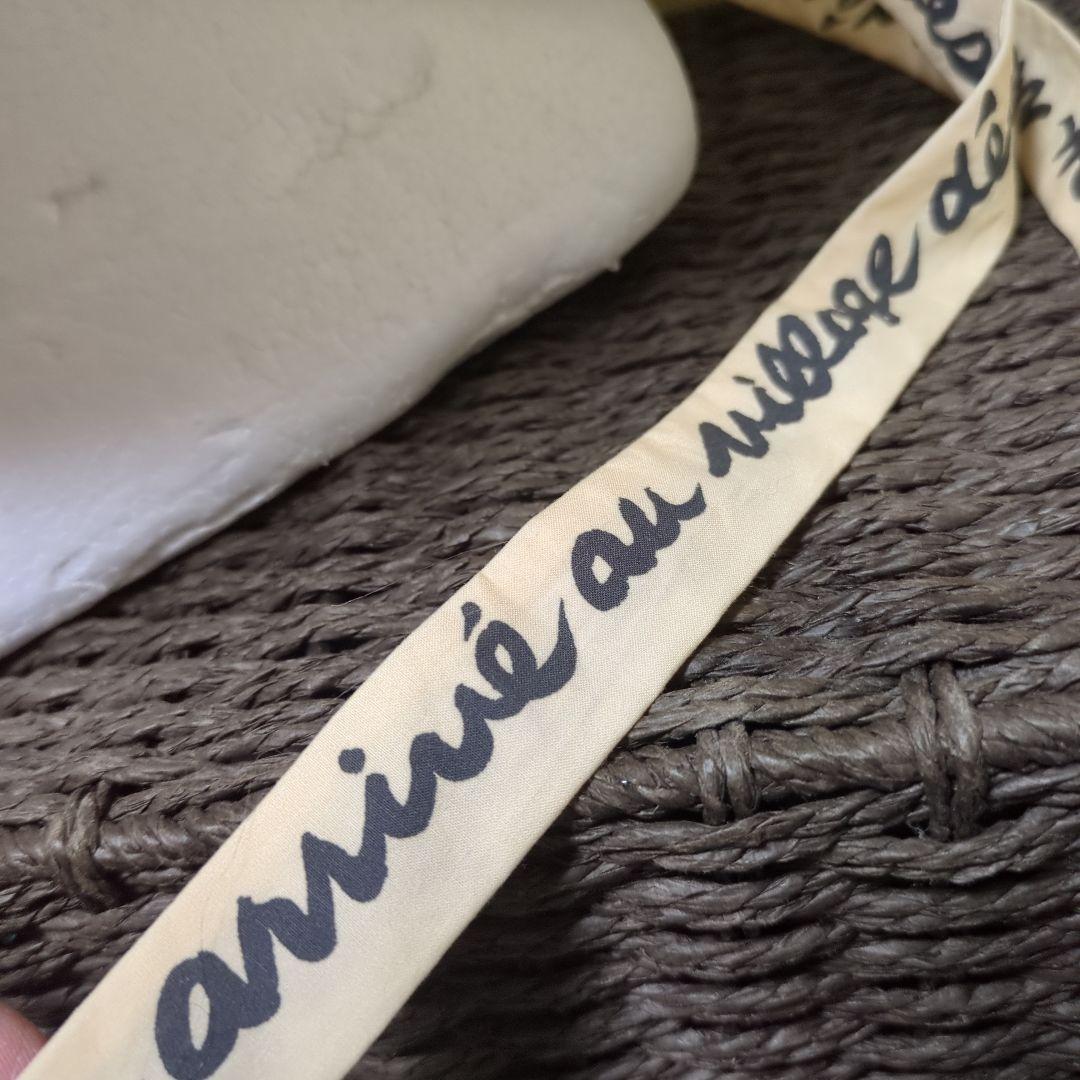 arrivé au village dé